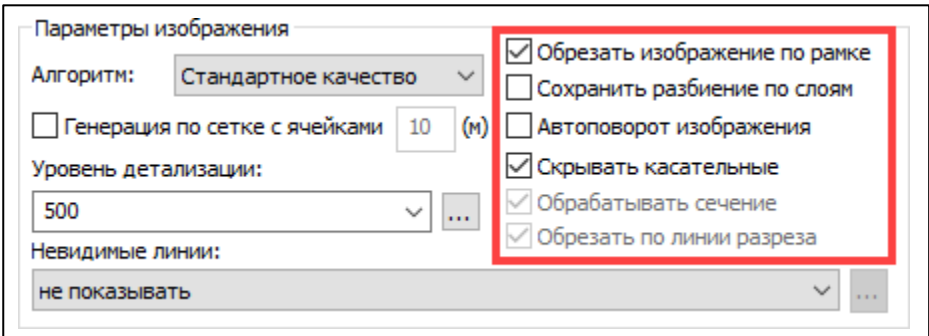 Параметры изображения
Алгоритм: Стандартное качество
Генерация по сетке с ячейками 10 (м)
Уровень детализации:
500 ...
Невидимые линии:
не показывать ...
Обрезать изображение по рамке
Сохранить разбиение по слоям
Автоповорот изображения
Скрывать касательные
Обрабатывать сечение
Обрезать по линии разреза